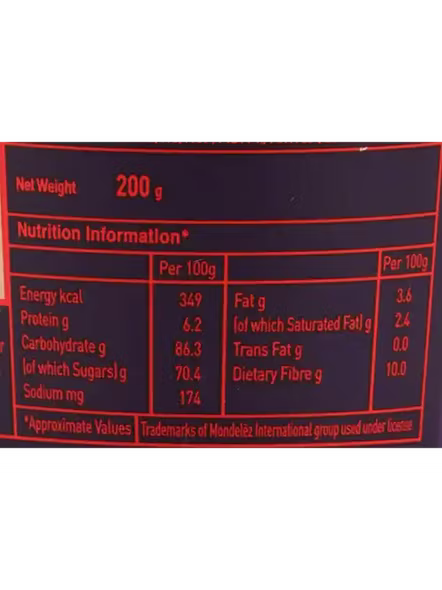 Net Weight 200 g
Nutrition Information*
Per 100g Per 100g
Energy kcal 349 Fat g 3.6
Protein g 6.2 (of which Saturated Fat) g 2.4
Carbohydrate g 86.3 Trans Fat g 0.0
(of which Sugars) g 70.4 Dietary Fibre g 10.0
Sodium mg 174
*Approximate Values Trademarks of Mondelēz International group used under license